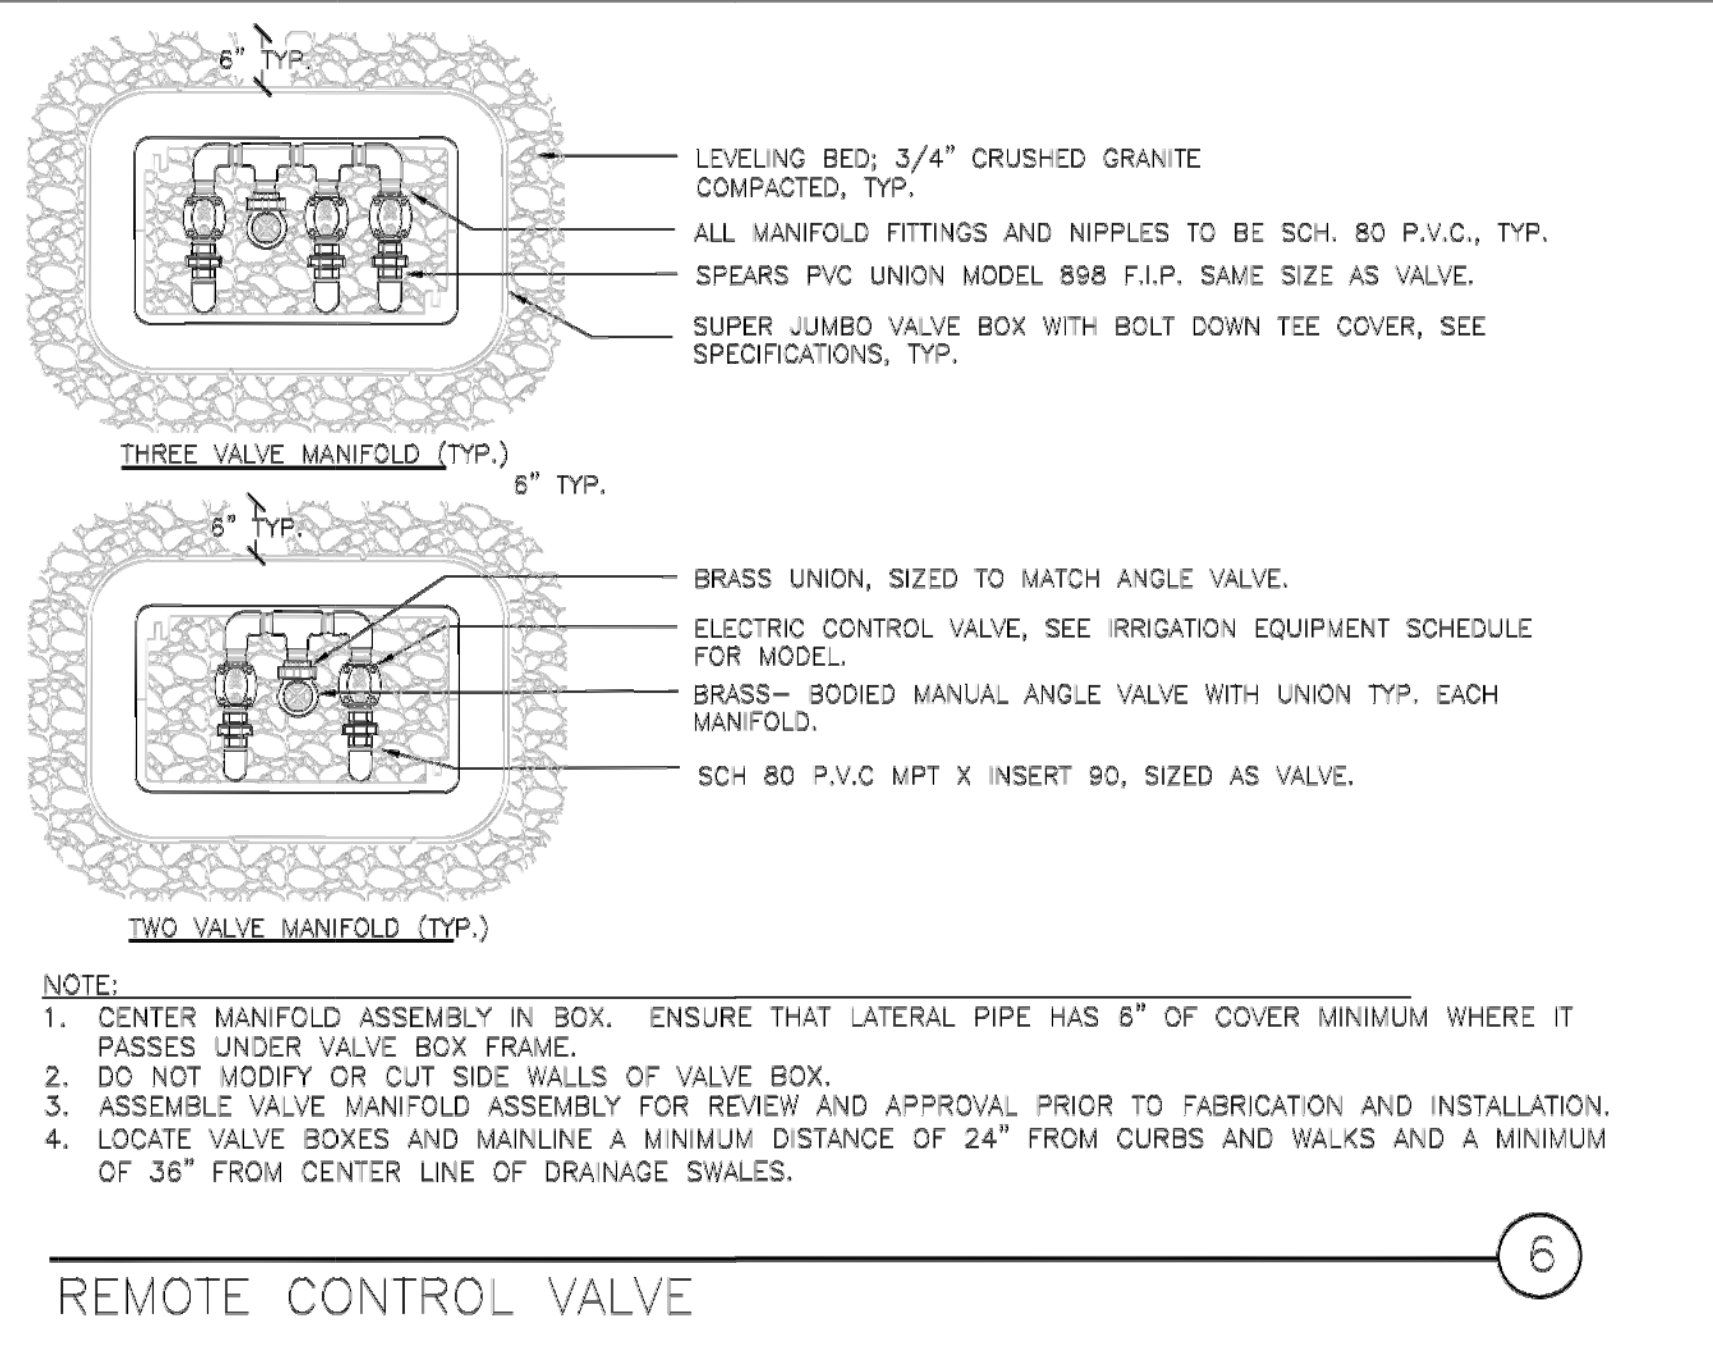 6" TYP.
LEVELING BED; 3/4" CRUSHED GRANITE
COMPACTED, TYP.
ALL MANIFOLD FITTINGS AND NIPPLES TO BE SCH. 80 P.V.C., TYP.
SPEARS PVC UNION MODEL 898 F.I.P. SAME SIZE AS VALVE.
SUPER JUMBO VALVE BOX WITH BOLT DOWN TEE COVER, SEE
SPECIFICATIONS, TYP.
THREE VALVE MANIFOLD (TYP.)
6" TYP.
6" TYP.
BRASS UNION, SIZED TO MATCH ANGLE VALVE.
ELECTRIC CONTROL VALVE, SEE IRRIGATION EQUIPMENT SCHEDULE
FOR MODEL.
BRASS- BODIED MANUAL ANGLE VALVE WITH UNION TYP. EACH
MANIFOLD.
SCH 80 P.V.C MPT X INSERT 90, SIZED AS VALVE.
TWO VALVE MANIFOLD (TYP.)
NOTE:
1. CENTER MANIFOLD ASSEMBLY IN BOX. ENSURE THAT LATERAL PIPE HAS 6" OF COVER MINIMUM WHERE IT
PASSES UNDER VALVE BOX FRAME.
2. DO NOT MODIFY OR CUT SIDE WALLS OF VALVE BOX.
3. ASSEMBLE VALVE MANIFOLD ASSEMBLY FOR REVIEW AND APPROVAL PRIOR TO FABRICATION AND INSTALLATION.
4. LOCATE VALVE BOXES AND MAINLINE A MINIMUM DISTANCE OF 24" FROM CURBS AND WALKS AND A MINIMUM
OF 36" FROM CENTER LINE OF DRAINAGE SWALES.
6
REMOTE CONTROL VALVE